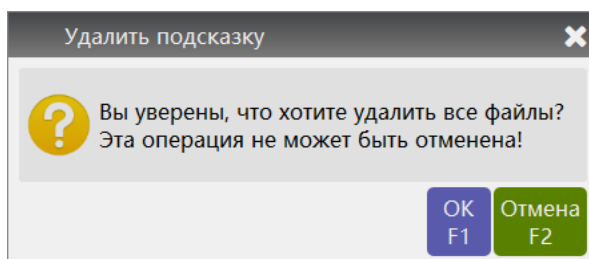 Удалить подсказку
Вы уверены, что хотите удалить все файлы?
Эта операция не может быть отменена!
OK
F1
Отмена
F2